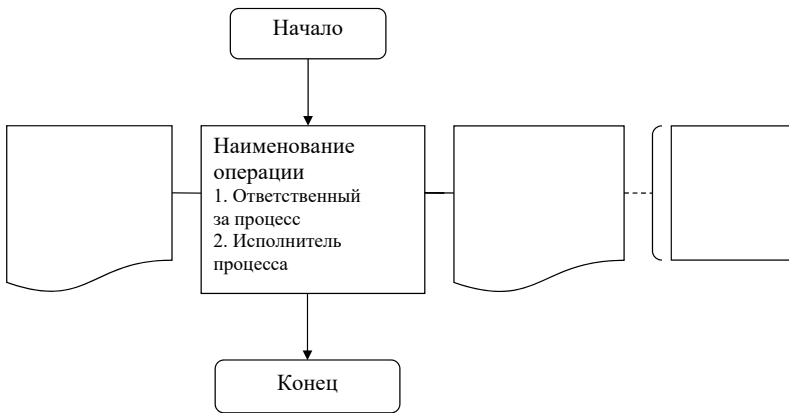 Начало
Наименование
операции
1. Ответственный
за процесс
2. Исполнитель
процесса
Конец